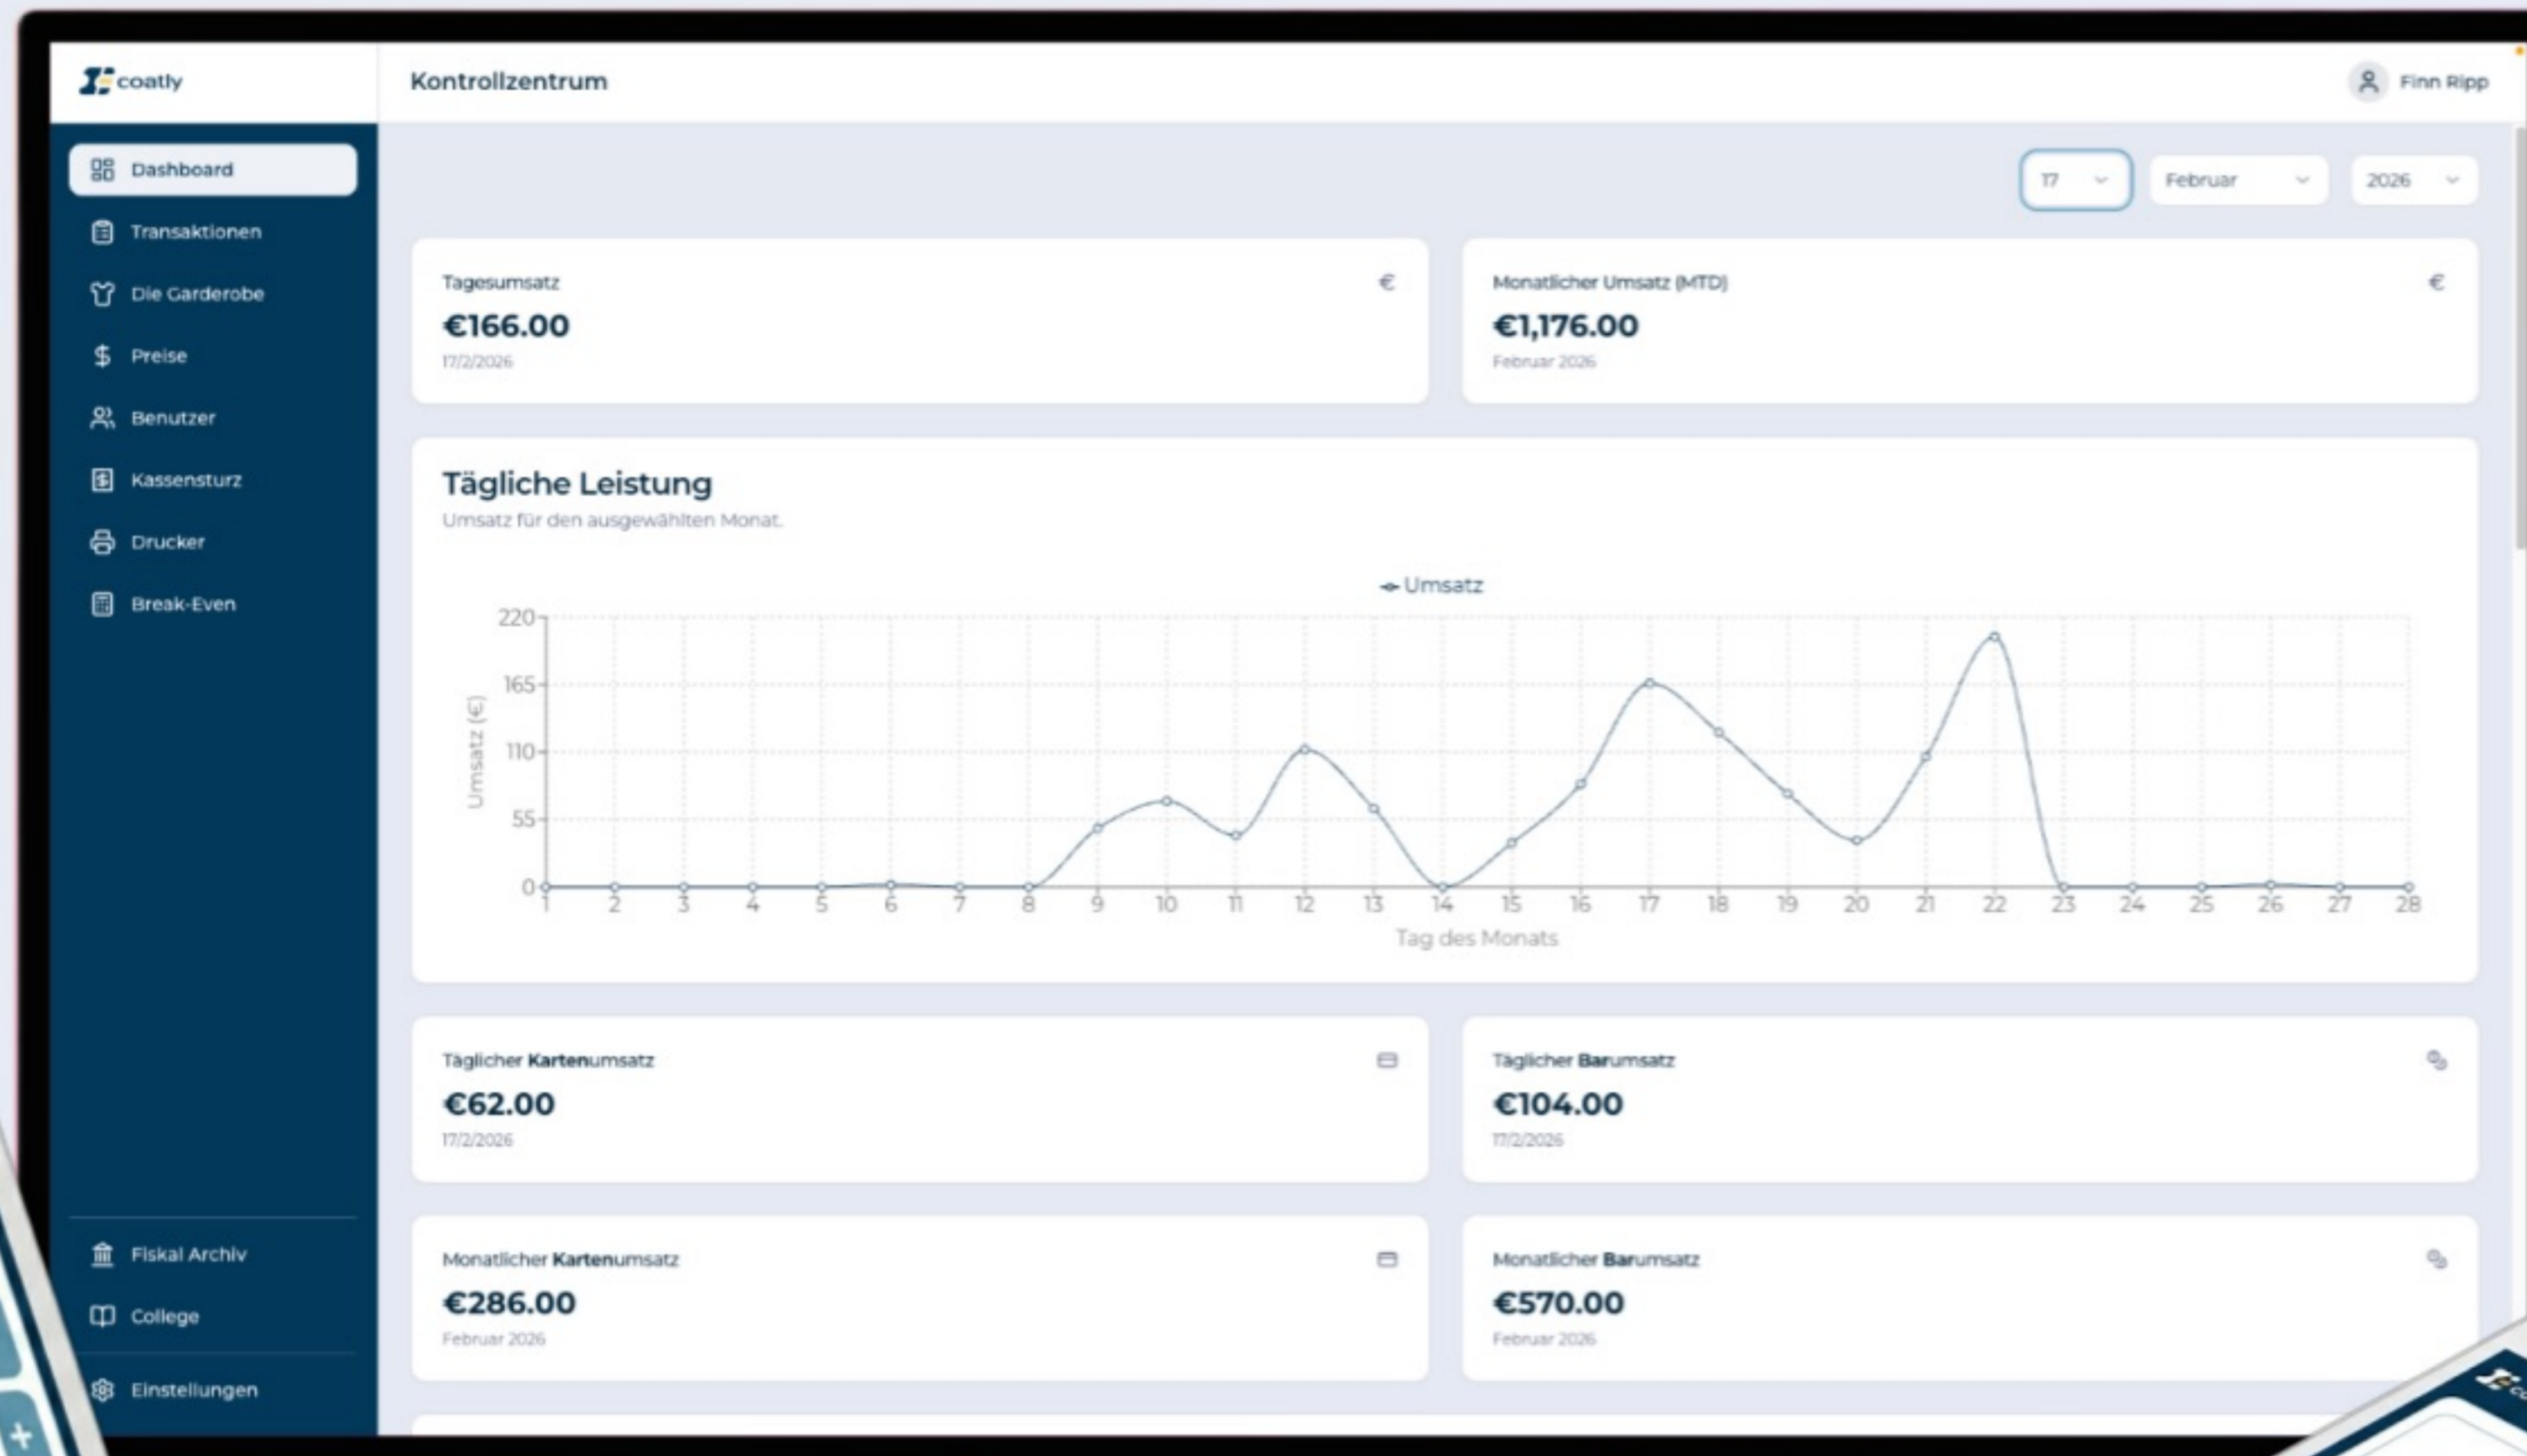 coatly
Kontrollzentrum
Finn Ripp
Dashboard
Transaktionen
Die Garderobe
Preise
Benutzer
Kassensturz
Drucker
Break-Even
Fiskal Archiv
College
Einstellungen
17
Februar
2026
Tagesumsatz
€
€166.00
17/2/2026
Monatlicher Umsatz (MTD)
€
€1,176.00
Februar 2026
Tägliche Leistung
Umsatz für den ausgewählten Monat.
Umsatz
220
165
110
55
0
Umsatz (€)
1 2 3 4 5 6 7 8 9 10 11 12 13 14 15 16 17 18 19 20 21 22 23 24 25 26 27 28
Tag des Monats
Täglicher Kartenumsatz
€62.00
17/2/2026
Täglicher Barumsatz
€104.00
17/2/2026
Monatlicher Kartenumsatz
€286.00
Februar 2026
Monatlicher Barumsatz
€570.00
Februar 2026
+